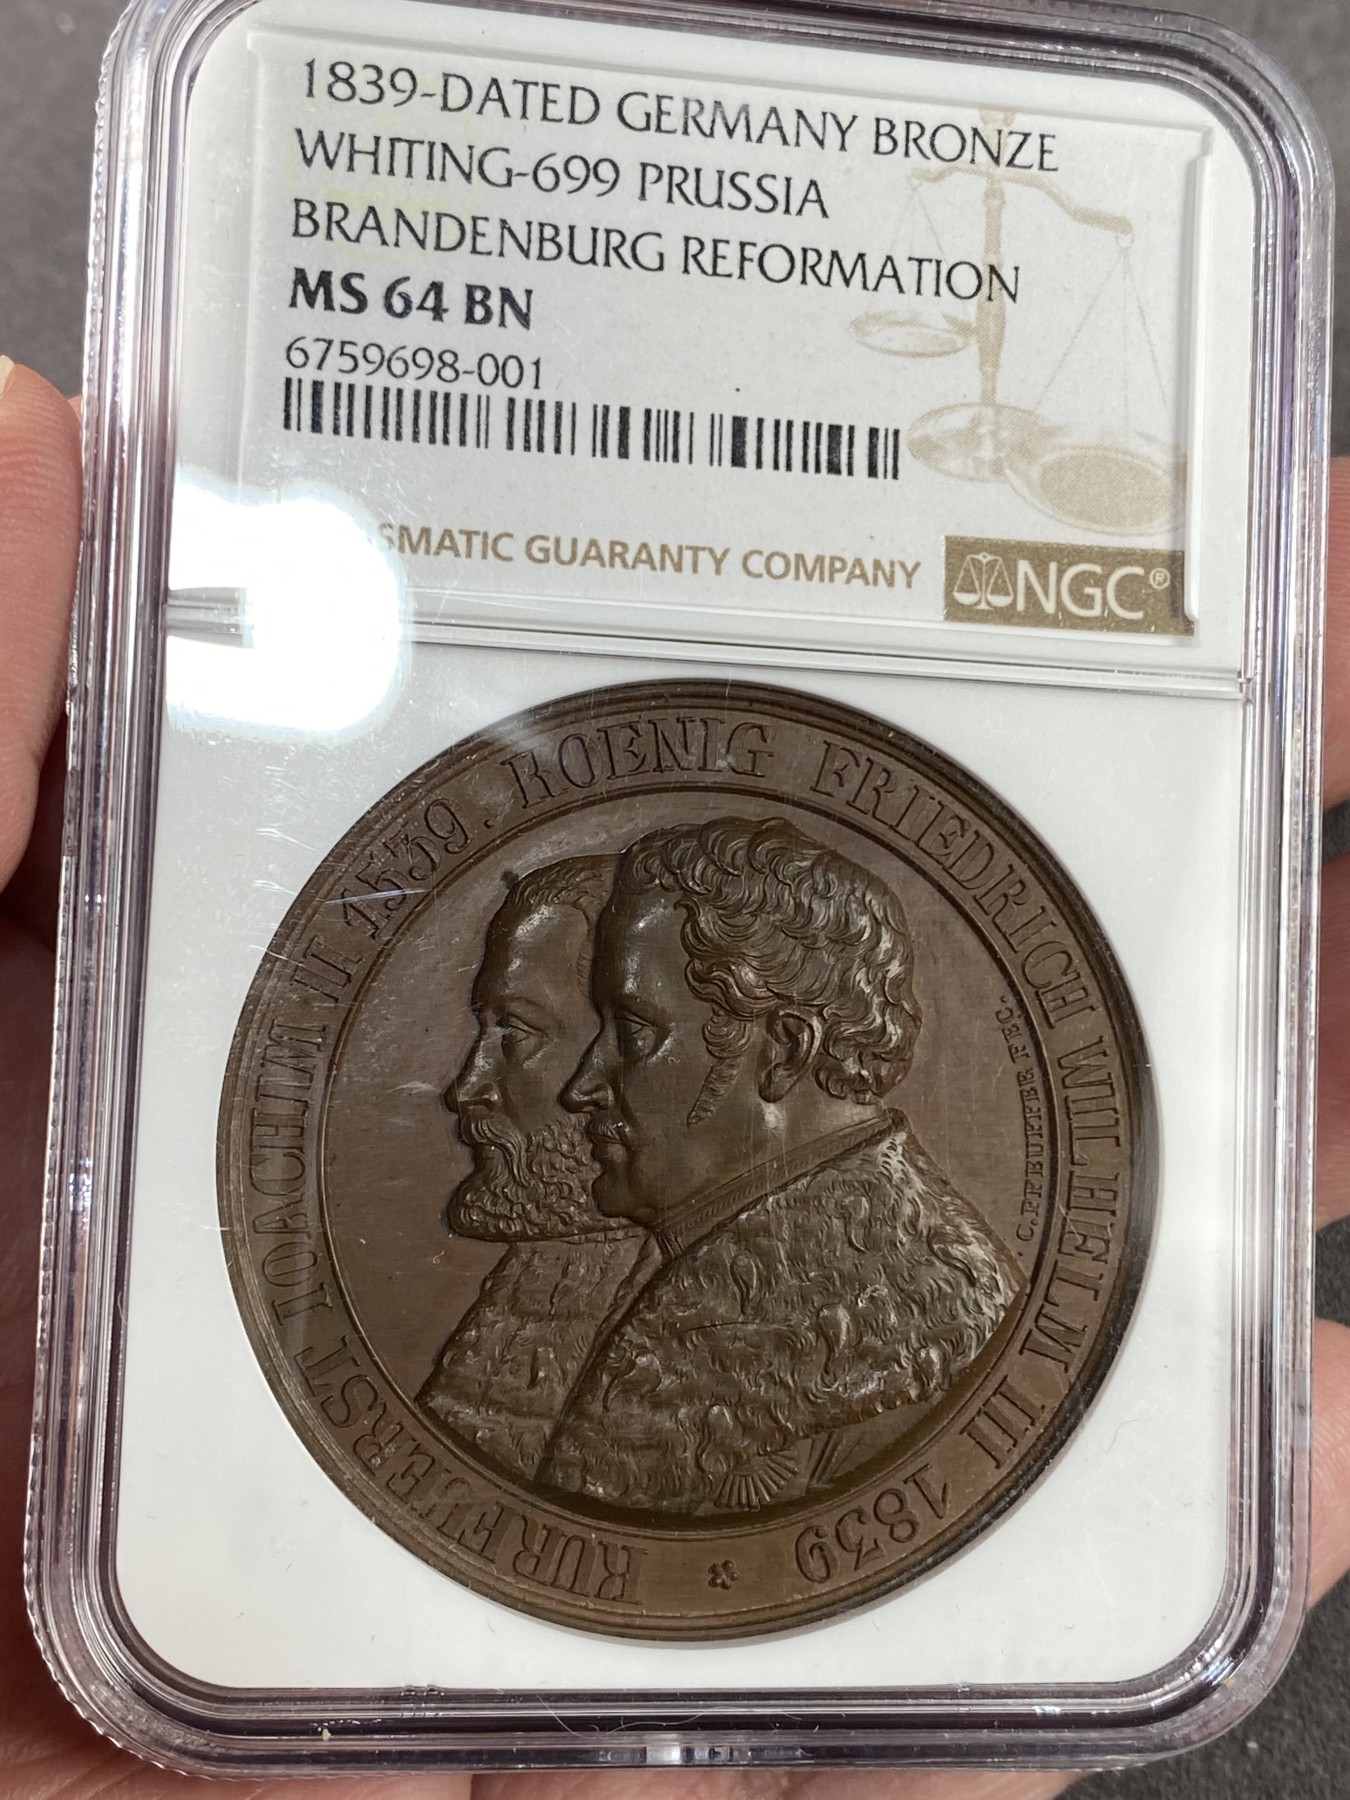 1839-DATED GERMANY BRONZE
WHITING-699 PRUSSIA
BRANDENBURG REFORMATION
MS 64 BN
6759698-001
SMATIC GUARANTY COMPANY
NGC®
KURFUERST IOACHIM II 1539. KOENIG FRIEDRICH WILHELM III 1839
C. PFEUFFER FEC.